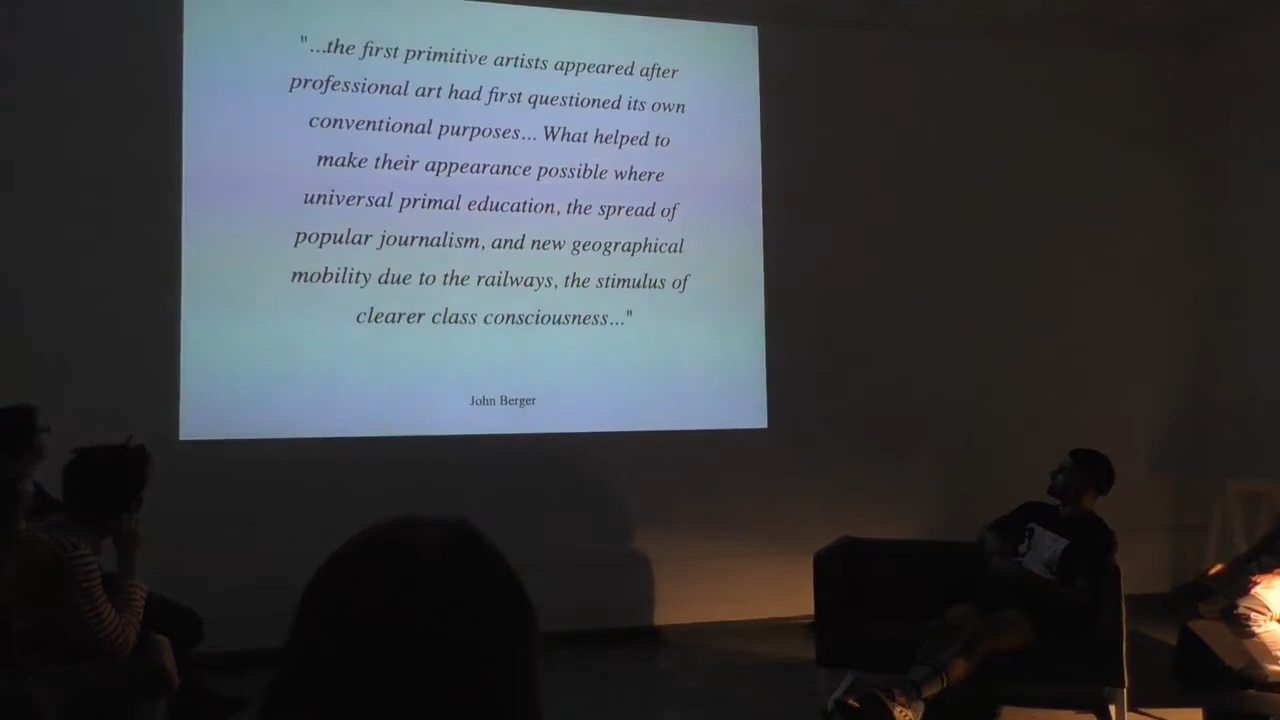 "...the first primitive artists appeared after
professional art had first questioned its own
conventional purposes... What helped to
make their appearance possible where
universal primal education, the spread of
popular journalism, and new geographical
mobility due to the railways, the stimulus of
clearer class consciousness..."
John Berger